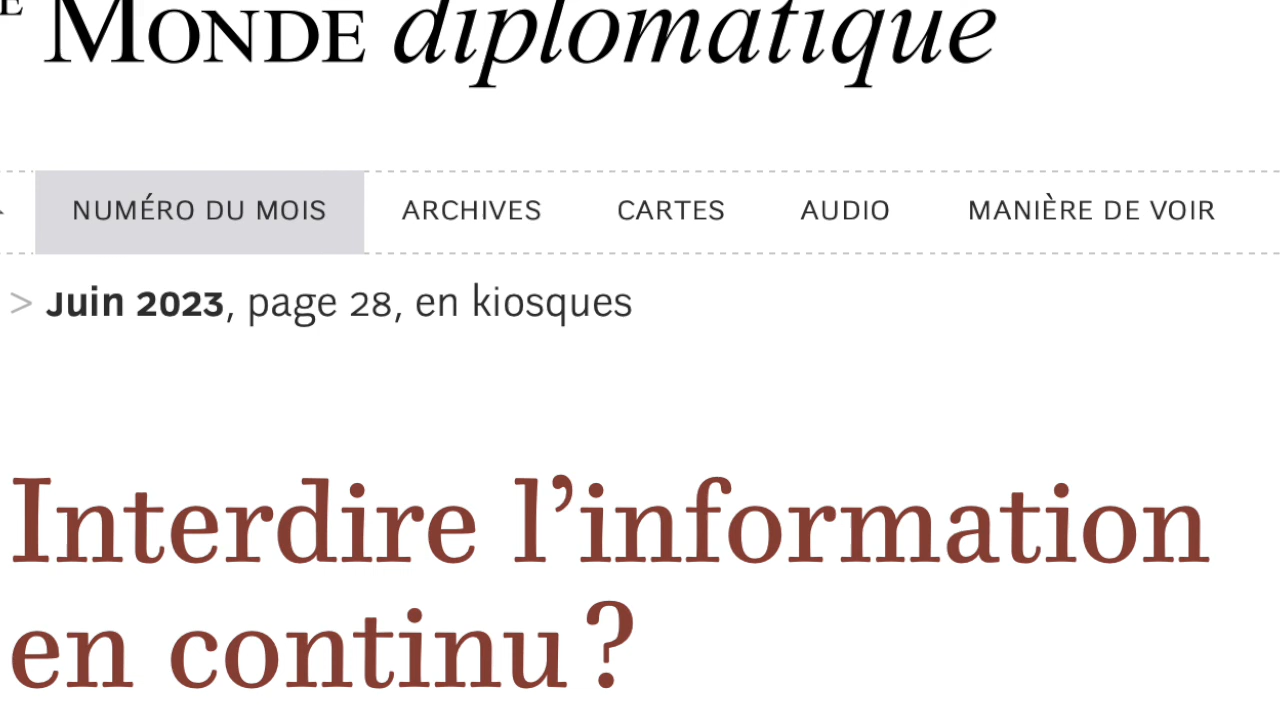 E MONDE diplomatique
NUMÉRO DU MOIS ARCHIVES CARTES AUDIO MANIÈRE DE VOIR
> Juin 2023, page 28, en kiosques
Interdire l’information
en continu ?